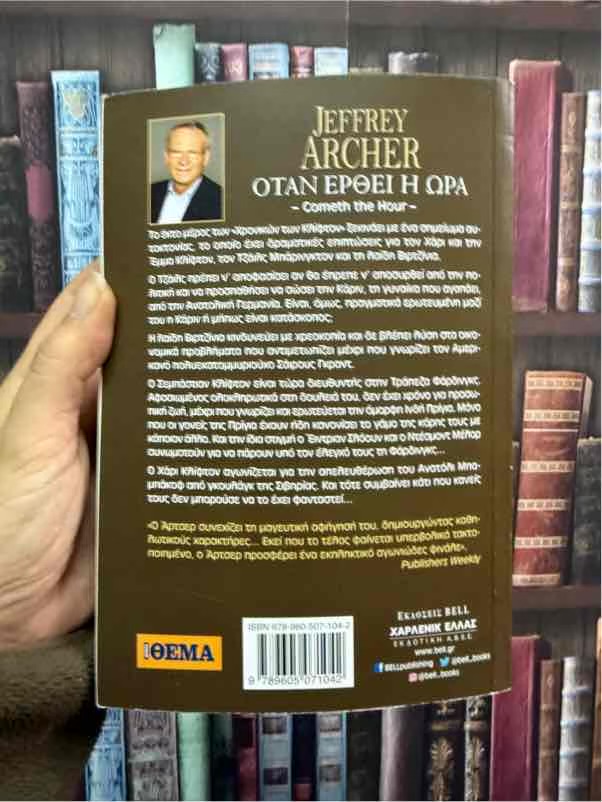 JEFFREY
ARCHER
ΟΤΑΝ ΕΡΘΕΙ Η ΩΡΑ
– Cometh the Hour –
Το έκτο μέρος των «Χρονικών των Κλίφτον» ξεκινάει με ένα σημείωμα αυ-
τοκτονίας, το οποίο έχει δραματικές επιπτώσεις για τον Χάρι και την
Έμμα Κλίφτον, τον Τζάιλς Μπάρινγκτον και τη λαίδη Βιρτζίνια.
Ο Τζάιλς πρέπει ν' αποφασίσει αν θα έπρεπε ν' αποσυρθεί από την πο-
λιτική και να προσπαθήσει να σώσει την Κάριν, τη γυναίκα που αγαπάει,
από την Ανατολική Γερμανία. Είναι, όμως, πραγματικά ερωτευμένη μαζί
του η Κάριν ή μήπως είναι κατάσκοπος;
Η λαίδη Βιρτζίνια κινδυνεύει με χρεοκοπία και δε βλέπει λύση στα οικο-
νομικά προβλήματα που αντιμετωπίζει μέχρι που γνωρίζει τον Αμερι-
κανό πολυεκατομμυριούχο Σάιρους Γκραντ.
Ο Σεμπάστιαν Κλίφτον είναι τώρα διευθυντής στην Τράπεζα Φάρδινγκς.
Αφοσιωμένος ολοκληρωτικά στη δουλειά του, δεν έχει χρόνο για προσω-
πική ζωή, μέχρι που γνωρίζει και ερωτεύεται την όμορφη Ινδή Πρίγια. Μόνο
που οι γονείς της Πρίγια έχουν ήδη κανονίσει το γάμο της κόρης τους με
κάποιον άλλο. Και την ίδια στιγμή ο Έιντριαν Σλόουν και ο Ντέσμοντ Μέλορ
συνωμοτούν για να πάρουν υπό τον έλεγχό τους τη Φάρδινγκς...
Ο Χάρι Κλίφτον αγωνίζεται για την απελευθέρωση του Ανατόλι Μπα-
μπάκοφ από γκουλάγκ της Σιβηρίας. Και τότε συμβαίνει κάτι που κανείς
τους δεν μπορούσε να το έχει φανταστεί...
«Ο Άρτσερ συνεχίζει τη μαγευτική αφήγησή του, δημιουργώντας καθη-
λωτικούς χαρακτήρες... Εκεί που το τέλος φαίνεται υπερβολικά τακτο-
ποιημένο, ο Άρτσερ προσφέρει ένα εκπληκτικό αγωνιώδες φινάλε».
Publishers Weekly
ΘΕΜΑ
ISBN 978-960-507-104-2
9 789605 071042
ΕΚΔΟΣΕΙΣ BELL
ΧΑΡΛΕΝΙΚ ΕΛΛΑΣ
ΕΚΔΟΤΙΚΗ Α.Β.Ε.Ε.
www.bell.gr
BELLpublishing @bell_books
@bell_books